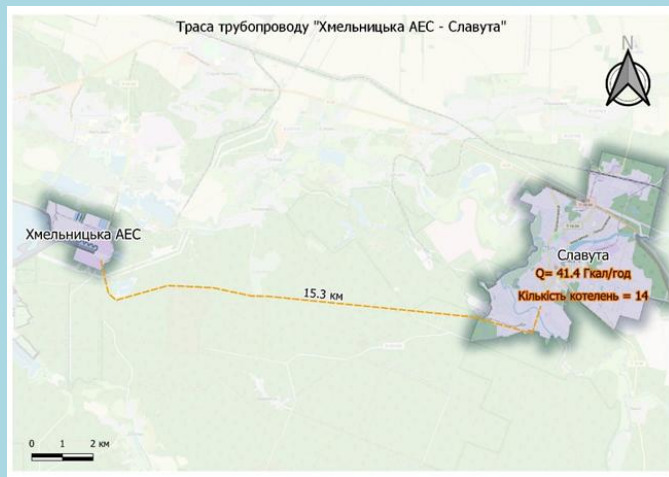 Траса трубопроводу "Хмельницька АЕС - Славута"
N
Хмельницька АЕС
Славута
Q= 41.4 Гкал/год
Кількість котелень = 14
15.3 км
0 1 2 км